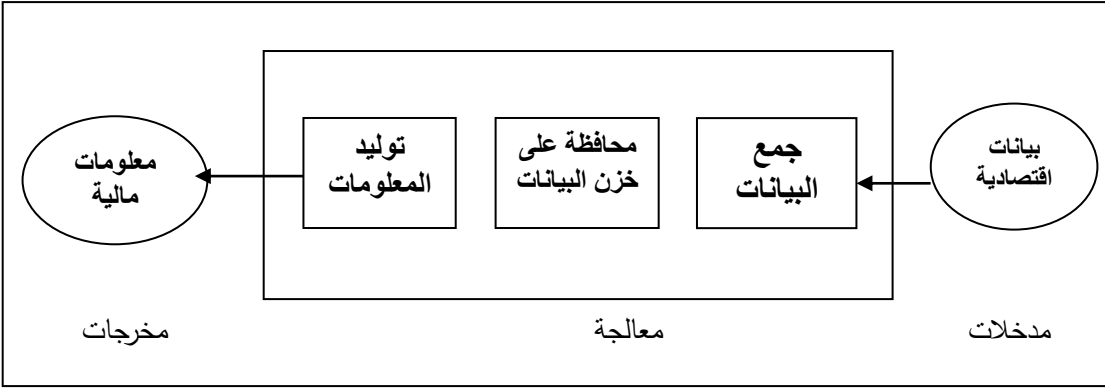 بيانات
اقتصادية
جمع
البيانات
محافظة على
خزن البيانات
توليد
المعلومات
معلومات
مالية
مدخلات
معالجة
مخرجات